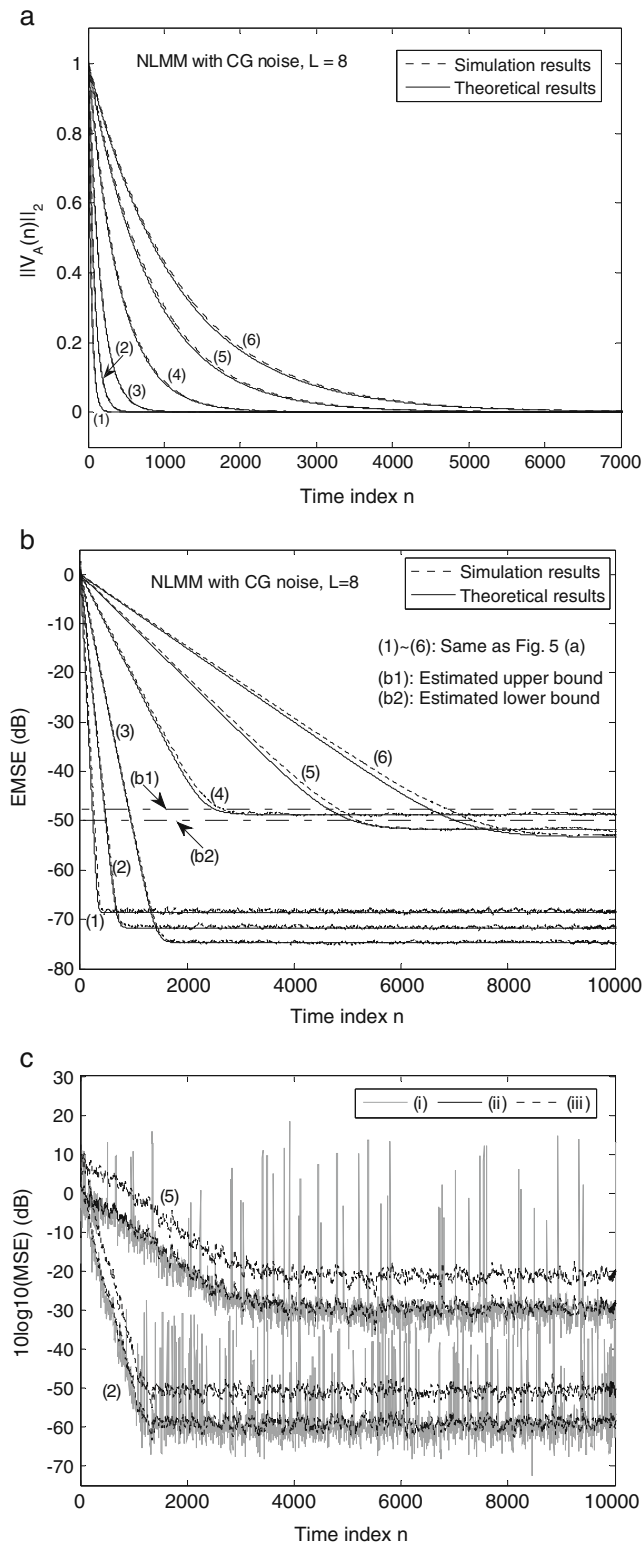 a
NLMM with CG noise, L = 8
Simulation results
Theoretical results
1
0.8
0.6
0.4
0.2
0
||V_A(n)||_2
(1)
(2)
(3)
(4)
(5)
(6)
0 1000 2000 3000 4000 5000 6000 7000
Time index n
b
NLMM with CG noise, L=8
Simulation results
Theoretical results
(1)~(6): Same as Fig. 5 (a)
(b1): Estimated upper bound
(b2): Estimated lower bound
0
-10
-20
-30
-40
-50
-60
-70
-80
EMSE (dB)
(3)
(b1)
(4)
(5)
(6)
(b2)
(2)
(1)
0 2000 4000 6000 8000 10000
Time index n
c
(i) (ii) (iii)
30
20
10
0
-10
-20
-30
-40
-50
-60
-70
10log10(MSE) (dB)
(5)
(2)
0 2000 4000 6000 8000 10000
Time index n